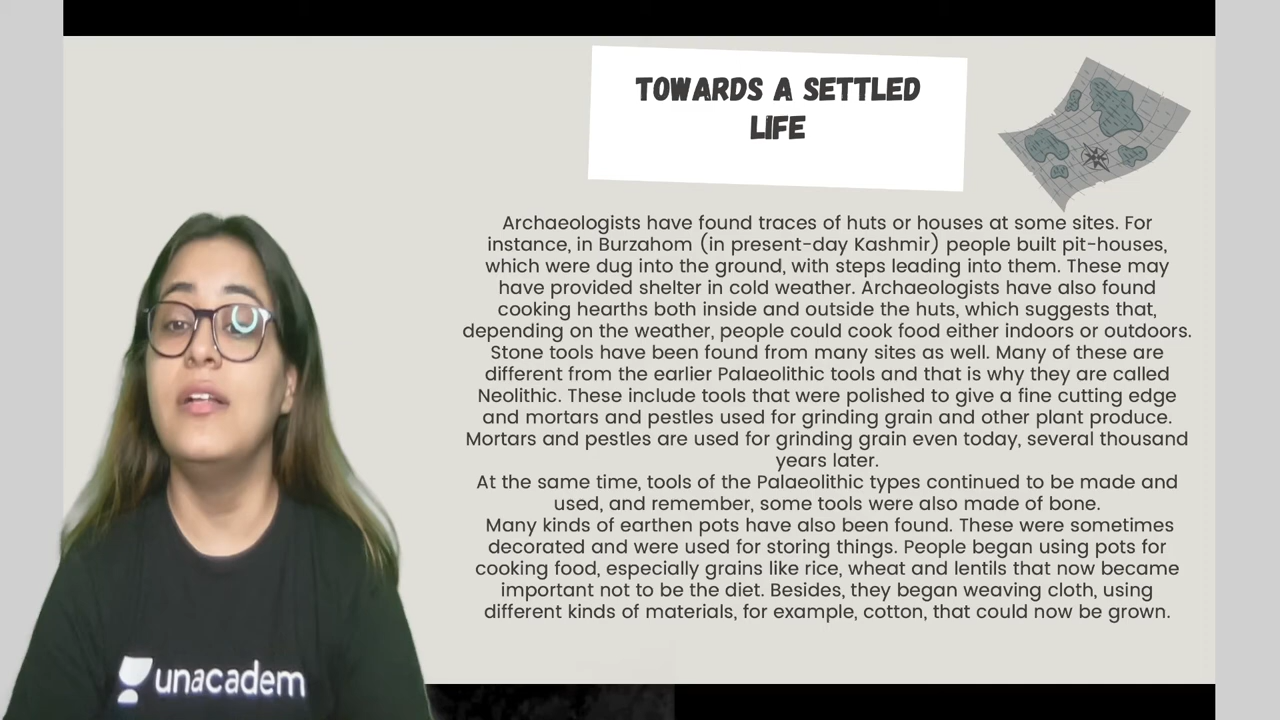 TOWARDS A SETTLED
LIFE
Archaeologists have found traces of huts or houses at some sites. For
instance, in Burzahom (in present-day Kashmir) people built pit-houses,
which were dug into the ground, with steps leading into them. These may
have provided shelter in cold weather. Archaeologists have also found
cooking hearths both inside and outside the huts, which suggests that,
depending on the weather, people could cook food either indoors or outdoors.
Stone tools have been found from many sites as well. Many of these are
different from the earlier Palaeolithic tools and that is why they are called
Neolithic. These include tools that were polished to give a fine cutting edge
and mortars and pestles used for grinding grain and other plant produce.
Mortars and pestles are used for grinding grain even today, several thousand
years later.
At the same time, tools of the Palaeolithic types continued to be made and
used, and remember, some tools were also made of bone.
Many kinds of earthen pots have also been found. These were sometimes
decorated and were used for storing things. People began using pots for
cooking food, especially grains like rice, wheat and lentils that now became
important not to be the diet. Besides, they began weaving cloth, using
different kinds of materials, for example, cotton, that could now be grown.
unacadem